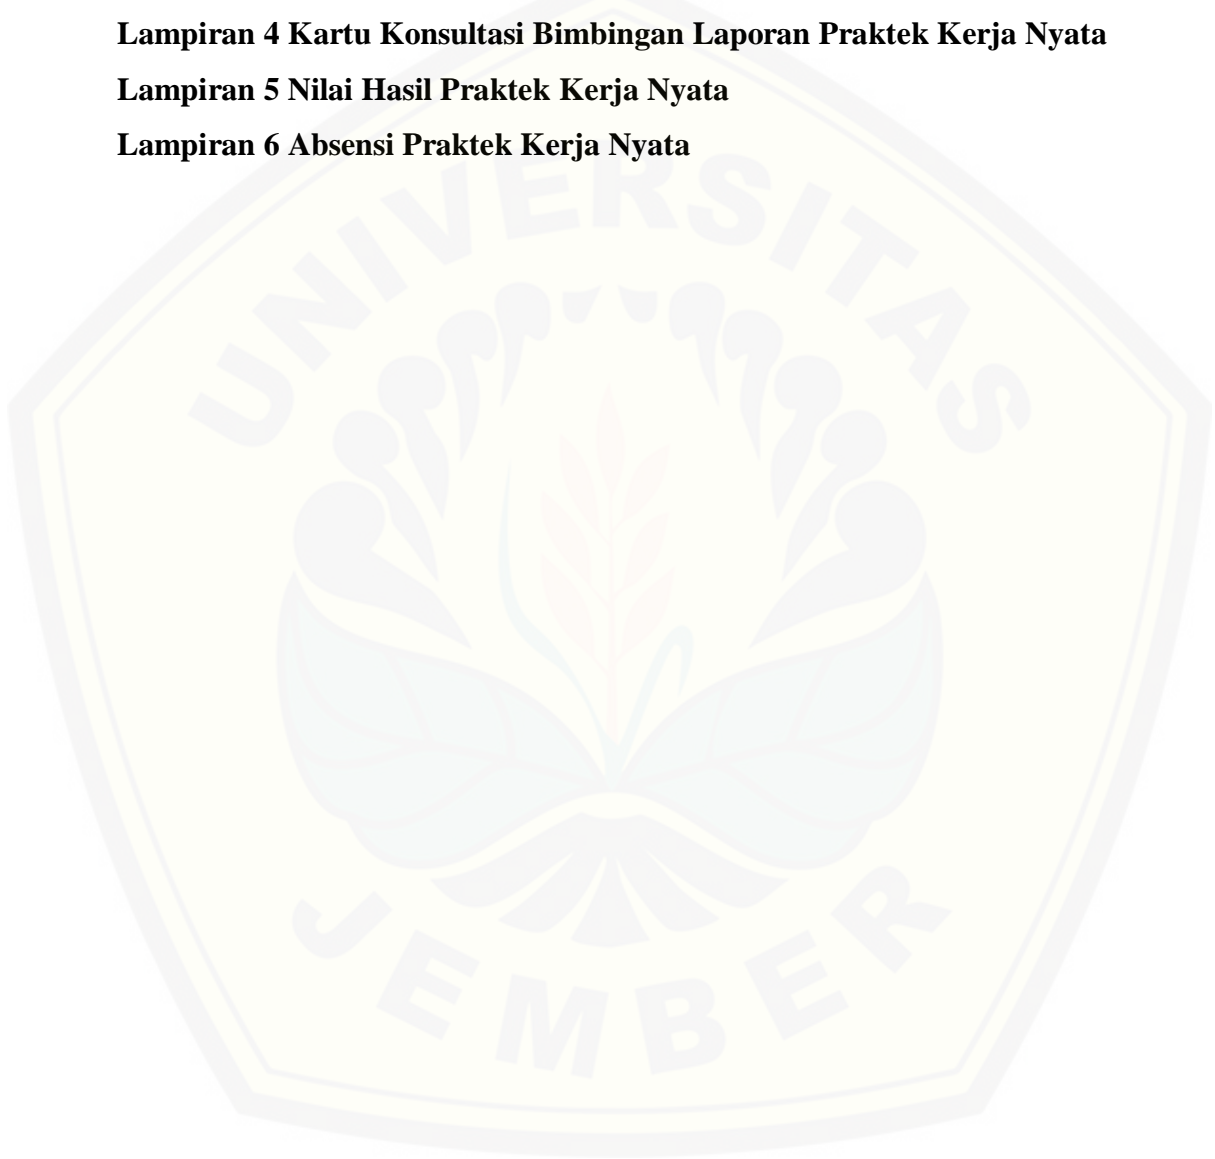 Lampiran 4 Kartu Konsultasi Bimbingan Laporan Praktek Kerja Nyata
Lampiran 5 Nilai Hasil Praktek Kerja Nyata
Lampiran 6 Absensi Praktek Kerja Nyata
UNIVERSITAS
JEMBER